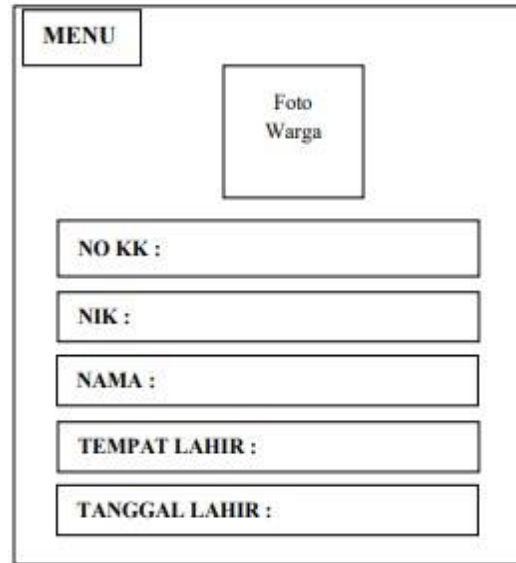 MENU
Foto
Warga
NO KK :
NIK :
NAMA :
TEMPAT LAHIR :
TANGGAL LAHIR :